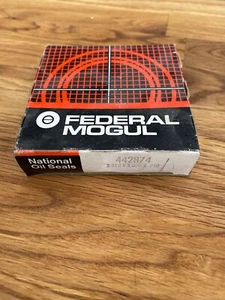 FEDERAL
MOGUL
National
Oil Seals
442874